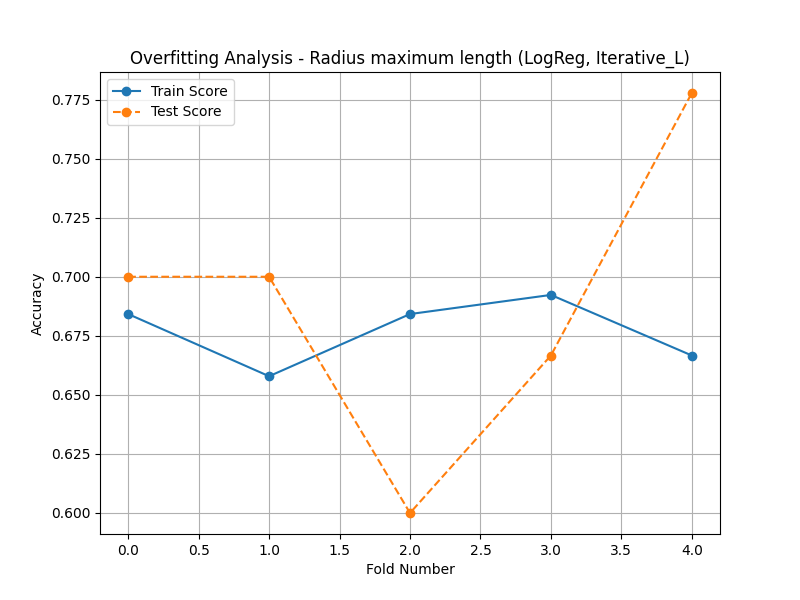 Overfitting Analysis - Radius maximum length (LogReg, Iterative_L)
Train Score
Test Score
Accuracy
0.775
0.750
0.725
0.700
0.675
0.650
0.625
0.600
0.0 0.5 1.0 1.5 2.0 2.5 3.0 3.5 4.0
Fold Number